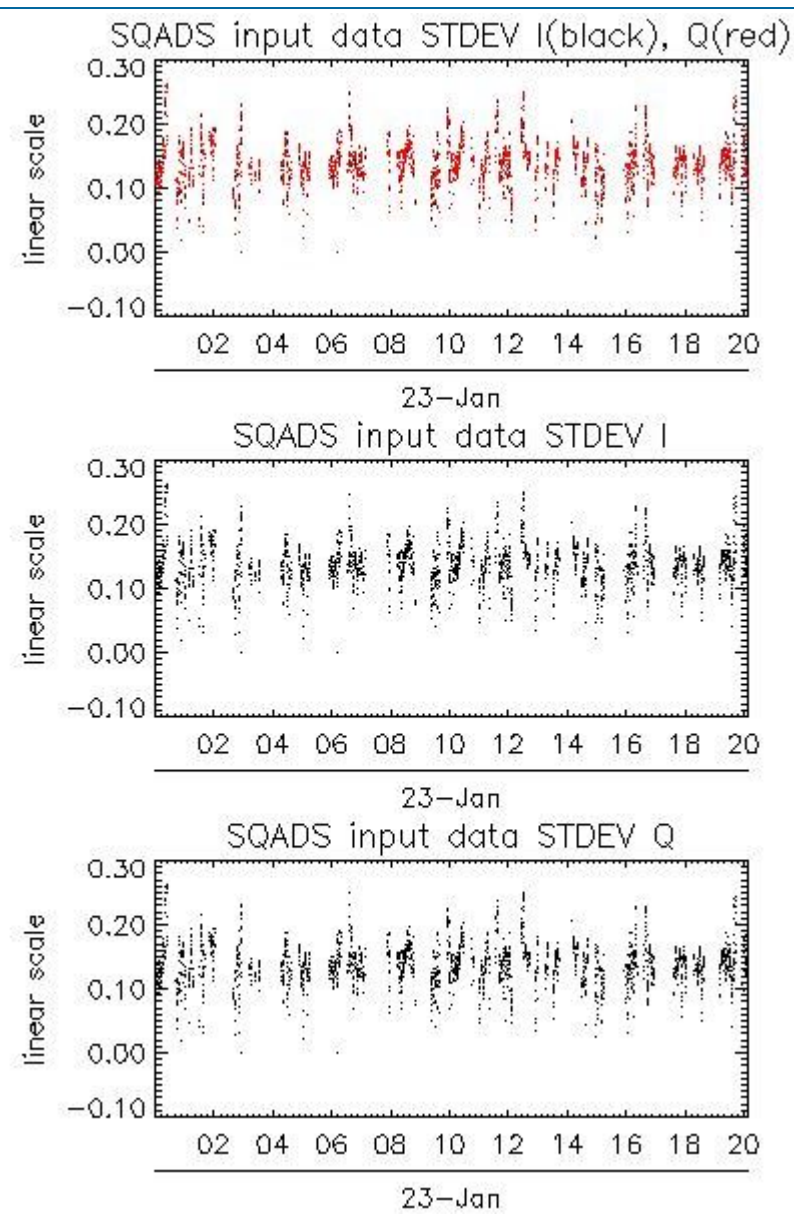 SQADS input data STDEV I(black), Q(red)
0.30
0.20
0.10
0.00
−0.10
linear scale
02 04 06 08 10 12 14 16 18 20
23−Jan
SQADS input data STDEV I
0.30
0.20
0.10
0.00
−0.10
linear scale
02 04 06 08 10 12 14 16 18 20
23−Jan
SQADS input data STDEV Q
0.30
0.20
0.10
0.00
−0.10
linear scale
02 04 06 08 10 12 14 16 18 20
23−Jan